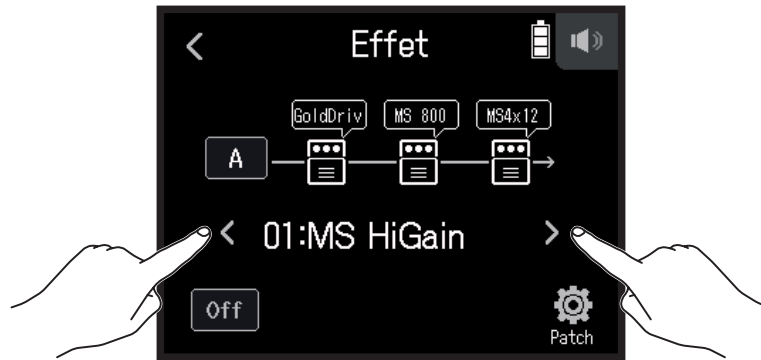 Effet
GoldDriv MS 800 MS4x12
A
01:MS HiGain
Off
Patch